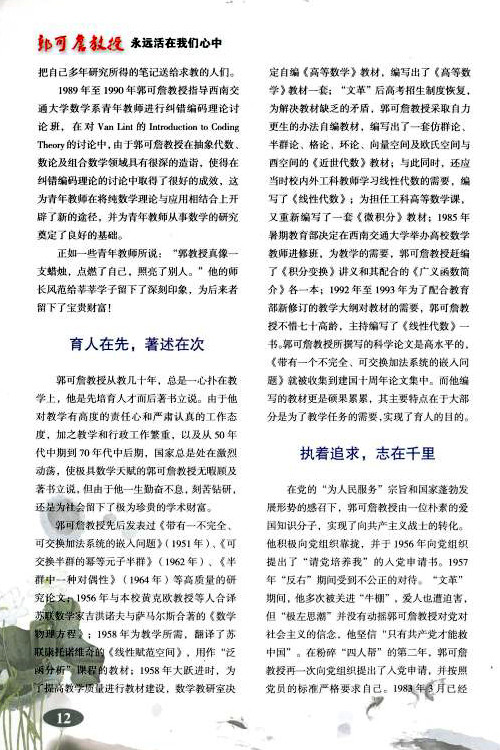 郭可詹教授 永远活在我们心中
把自己多年研究所得的笔记送给求教的人们。
1989 年至 1990 年郭可詹教授指导西南交
通大学数学系青年教师进行纠错编码理论讨
论班，在对 Van Lint 的 Introduction to Coding
Theory的讨论中，由于郭可詹教授在抽象代数、
数论及组合数学领域具有很深的造诣，使得在
纠错编码理论的讨论中取得了很好的成效，这
为青年教师在将纯数学理论与应用相结合上开
辟了新的途径，并为青年教师从事数学的研究
奠定了良好的基础。
正如一些青年教师所说：“郭教授真像一
支蜡烛，点燃了自己，照亮了别人。”他的师
长风范给莘莘学子留下了深刻印象，为后来者
留下了宝贵财富！
育人在先，著述在次
郭可詹教授从教几十年，总是一心扑在教
学上，他是先培育人才而后著书立说。由于他
对教学有高度的责任心和严肃认真的工作态
度，加之教学和行政工作繁重，以及从 50 年
代中期到 70 年代中后期，国家总是处在激烈
动荡，使极具数学天赋的郭可詹教授无暇顾及
著书立说，但由于他一生勤奋不息，刻苦钻研，
还是为社会留下了极为珍贵的学术财富。
郭可詹教授先后发表过《带有一不完全、
可交换加法系统的嵌入问题》（1951 年）、《可
交换半群的幂等元子半群》（1962 年）、《半
群中一种对偶性》（1964 年）等高质量的研
究论文；1956 年与本校黄克欧教授等人合译
苏联数学家吉洪诺夫与萨马尔斯合著的《数学
物理方程》；1958 年为教学所需，翻译了苏
联康托诺维奇的《线性赋范空间》，用作“泛
函分析”课程的教材；1958 年大跃进时，为
了提高教学质量进行教材建设，数学教研室决
定自编《高等数学》教材，编写出了《高等数
学》教材一套；“文革”后高考招生制度恢复，
为解决教材缺乏的矛盾，郭可詹教授采取自力
更生的办法自编教材，编写出了一套仿群论、
半群论、格论、环论、向量空间及欧氏空间与
酉空间的《近世代数》教材；与此同时，还应
当时校内外工科教师学习线性代数的需要，编
写了《线性代数》；为担任工科高等数学课，
又重新编写了一套《微积分》教材；1985 年
暑期教育部决定在西南交通大学举办高校数学
教师进修班，为教学的需要，郭可詹教授赶编
了《积分变换》讲义和其配合的《广义函数简
介》各一本；1992 年至 1993 年为了配合教育
部新修订的教学大纲对教材的需要，郭可詹教
授不惜七十高龄，主持编写了《线性代数》一
书。郭可詹教授所撰写的科学论文是高水平的，
《带有一个不完全、可交换加法系统的嵌入问
题》就被收集到建国十周年论文集中。而他编
写的教材更是硕果累累，其主要特点在于大部
分是为了教学任务的需要，实现了育人的目的。
执着追求，志在千里
在党的“为人民服务”宗旨和国家蓬勃发
展形势的感召下，郭可詹教授由一位朴素的爱
国知识分子，实现了向共产主义战士的转化。
他积极向党组织靠拢，并于 1956 年向党组织
提出了“请党培养我”的入党申请书。1957
年“反右”期间受到不公正的对待。“文革”
期间，他多次被关进“牛棚”，爱人也遭迫害，
但“极左思潮”并没有动摇郭可詹教授对党对
社会主义的信念，他坚信“只有共产党才能救
中国”。在粉碎“四人帮”的第二年，郭可詹
教授再一次向党组织提出了入党申请，并按照
党员的标准严格要求自己。1983 年 3 月已经
12